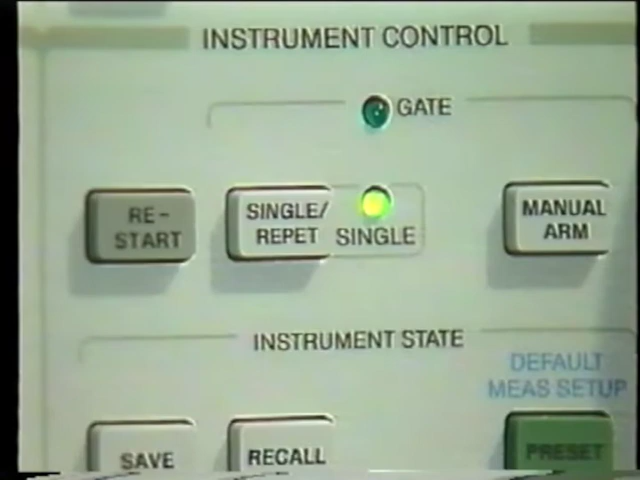 INSTRUMENT CONTROL
GATE
RE-
START
SINGLE/
REPET
SINGLE
MANUAL
ARM
INSTRUMENT STATE
DEFAULT
MEAS SETUP
SAVE
RECALL
PRESET